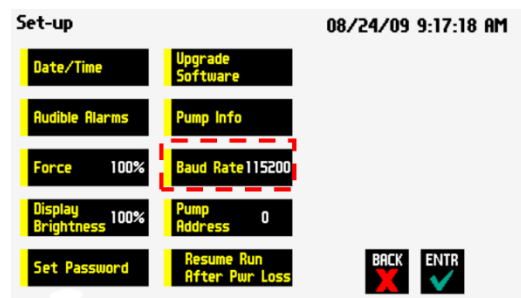 Set-up 08/24/09 9:17:18 AM
Date/Time
Upgrade
Software
Audible Alarms
Pump Info
Force 100%
Baud Rate 115200
Display
Brightness 100%
Pump
Address 0
Set Password
Resume Run
After Pwr Loss
BACK
ENTR